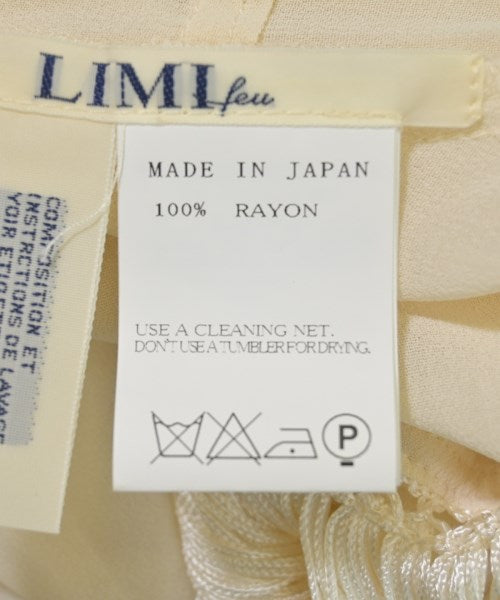 LIMI feu
MADE IN JAPAN
100% RAYON
USE A CLEANING NET.
DON'T USE A TUMBLER FOR DRYING.
P
COMPOSITION ET
INSTRUCTIONS DE LAVAGE
VOIR ETIQUETTE